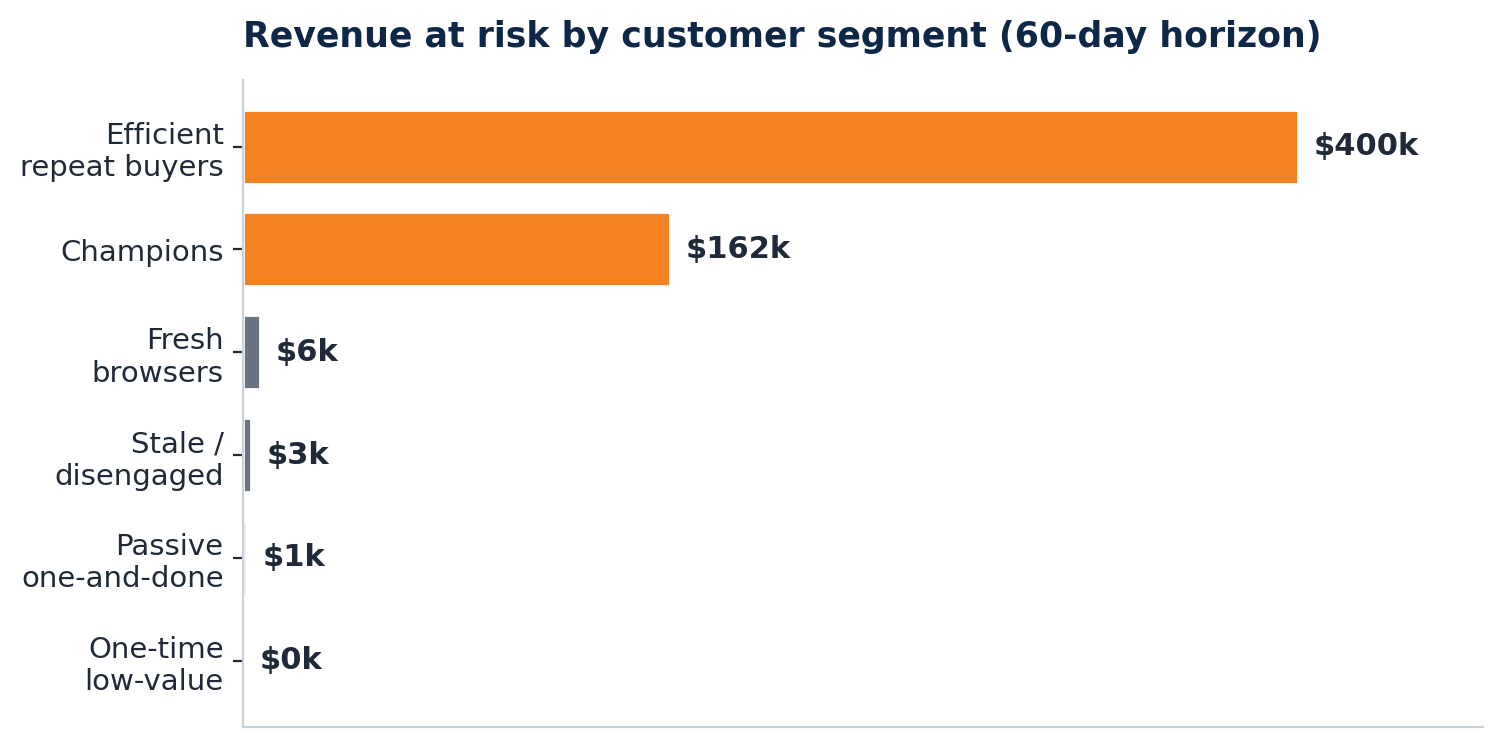 Revenue at risk by customer segment (60-day horizon)
Efficient
repeat buyers
$400k
Champions
$162k
Fresh
browsers
$6k
Stale /
disengaged
$3k
Passive
one-and-done
$1k
One-time
low-value
$0k